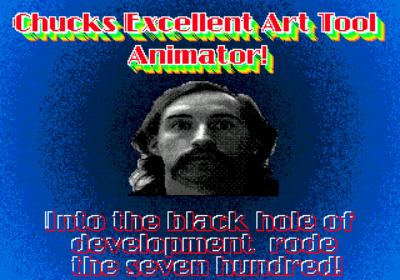 Chucks Excellent Art Tool
Animator!
Into the black hole of
development rode
the seven hundred!